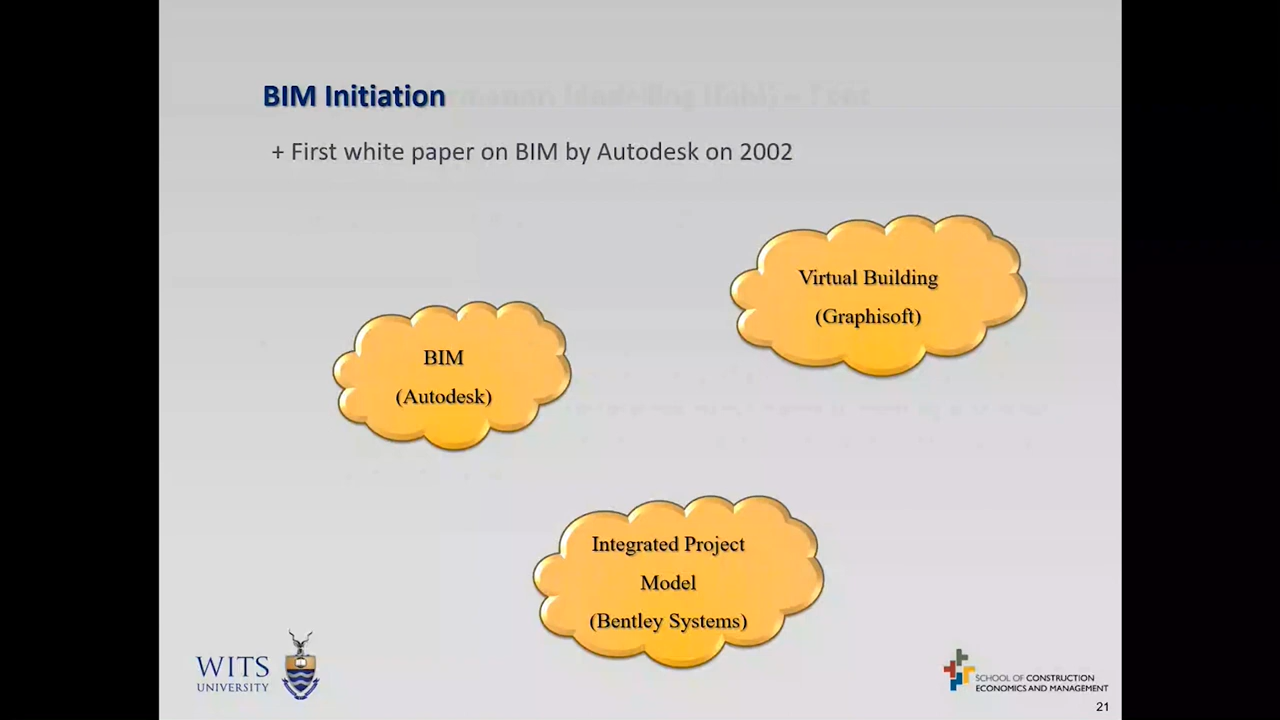 BIM Initiation
+ First white paper on BIM by Autodesk on 2002
Virtual Building
(Graphisoft)
BIM
(Autodesk)
Integrated Project
Model
(Bentley Systems)
WITS
UNIVERSITY
SCHOOL OF CONSTRUCTION
ECONOMICS AND MANAGEMENT
21